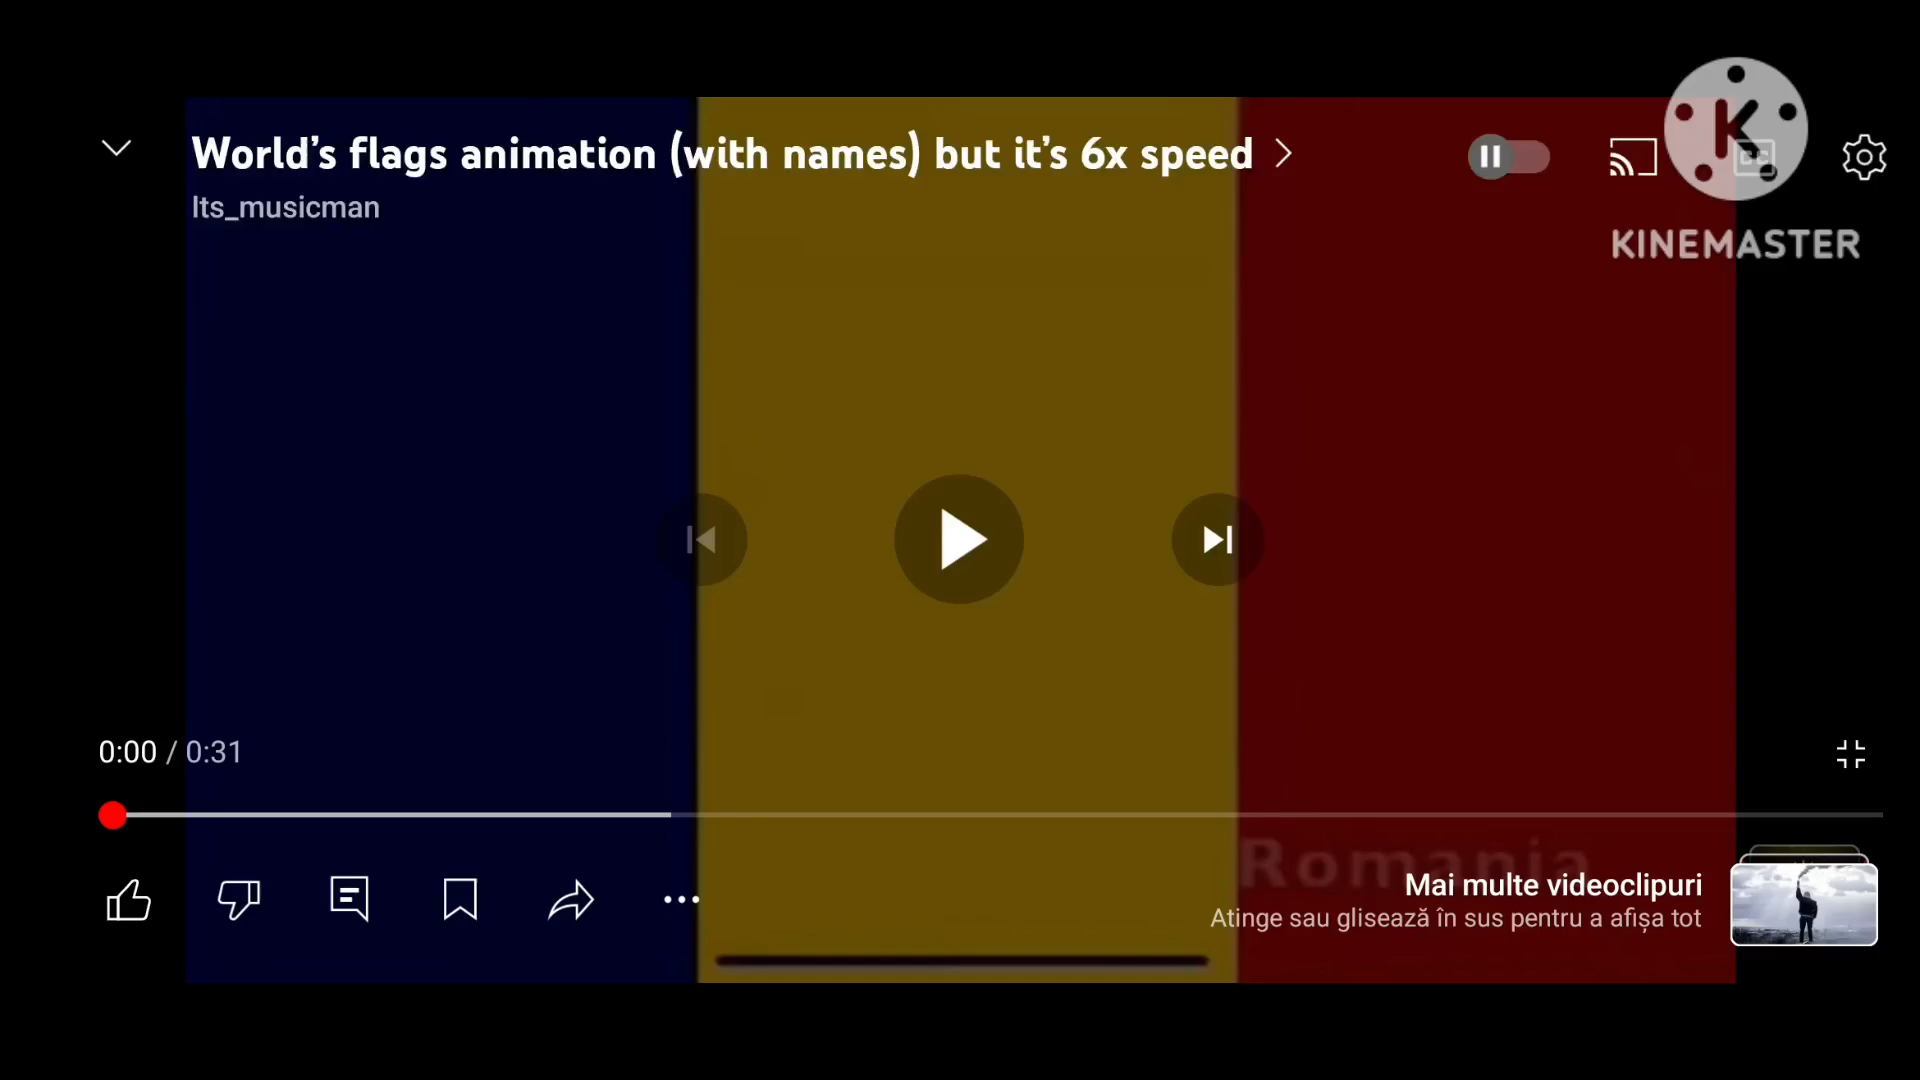 World’s flags animation (with names) but it’s 6x speed
Its_musicman
K
CC
KINEMASTER
0:00 / 0:31
Romania
Mai multe videoclipuri
Atinge sau glisează în sus pentru a afișa tot